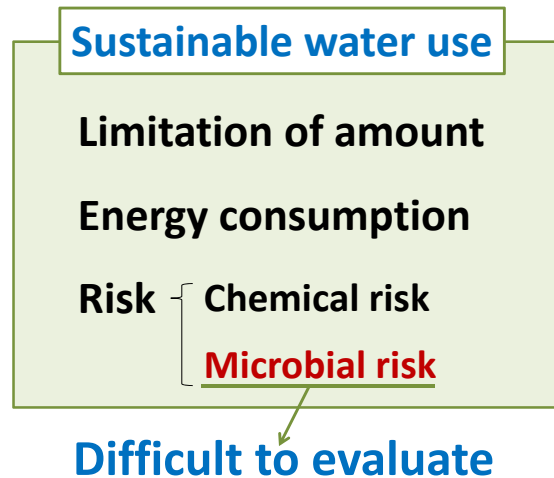 Sustainable water use
Limitation of amount
Energy consumption
Risk Chemical risk
Microbial risk
Difficult to evaluate